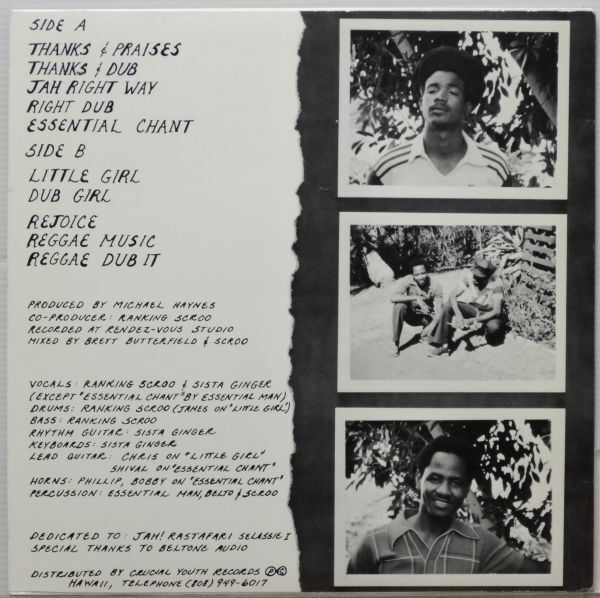 SIDE A
THANKS & PRAISES
THANKS & DUB
JAH RIGHT WAY
RIGHT DUB
ESSENTIAL CHANT
SIDE B
LITTLE GIRL
DUB GIRL
REJOICE
REGGAE MUSIC
REGGAE DUB IT
PRODUCED BY MICHAEL HAYNES
CO-PRODUCER: RANKING SCROO
RECORDED AT RENDEZ-VOUS STUDIO
MIXED BY BRETT BUTTERFIELD & SCROO
VOCALS: RANKING SCROO & SISTA GINGER
(EXCEPT "ESSENTIAL CHANT" BY ESSENTIAL MAN)
DRUMS: RANKING SCROO (JAMES ON "LITTLE GIRL")
BASS: RANKING SCROO
RHYTHM GUITAR: SISTA GINGER
KEYBOARDS: SISTA GINGER
LEAD GUITAR: CHRIS ON "LITTLE GIRL"
SHIVAL ON "ESSENTIAL CHANT"
HORNS: PHILLIP, BOBBY ON "ESSENTIAL CHANT"
PERCUSSION: ESSENTIAL MAN, BELTO & SCROO
DEDICATED TO: JAH! RASTAFARI SELASSIE I
SPECIAL THANKS TO BELTONE AUDIO
DISTRIBUTED BY CRUCIAL YOUTH RECORDS Ⓟ©
HAWAII, TELEPHONE (808) 949-6017